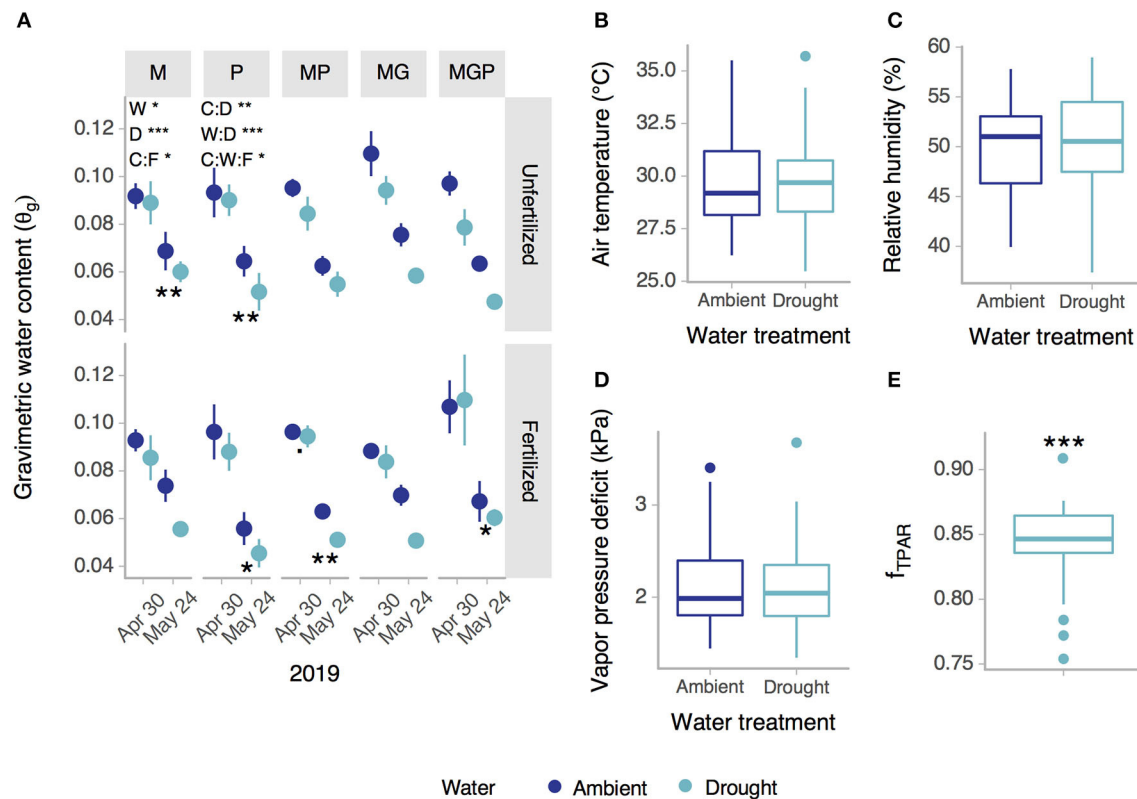 A
M P MP MG MGP
W * C:D **
D *** W:D ***
C:F * C:W:F *
Gravimetric water content (θg)
0.12
0.10
0.08
0.06
0.04
** **
Unfertilized
0.12
0.10
0.08
0.06
0.04
* ** *
.
Fertilized
Apr 30 May 24 Apr 30 May 24 Apr 30 May 24 Apr 30 May 24 Apr 30 May 24
2019
B
Air temperature (°C)
35.0
32.5
30.0
27.5
25.0
Ambient Drought
Water treatment
C
Relative humidity (%)
60
55
50
45
40
Ambient Drought
Water treatment
D
Vapor pressure deficit (kPa)
3
2
Ambient Drought
Water treatment
E
fTPAR
***
0.90
0.85
0.80
0.75
Water Ambient Drought